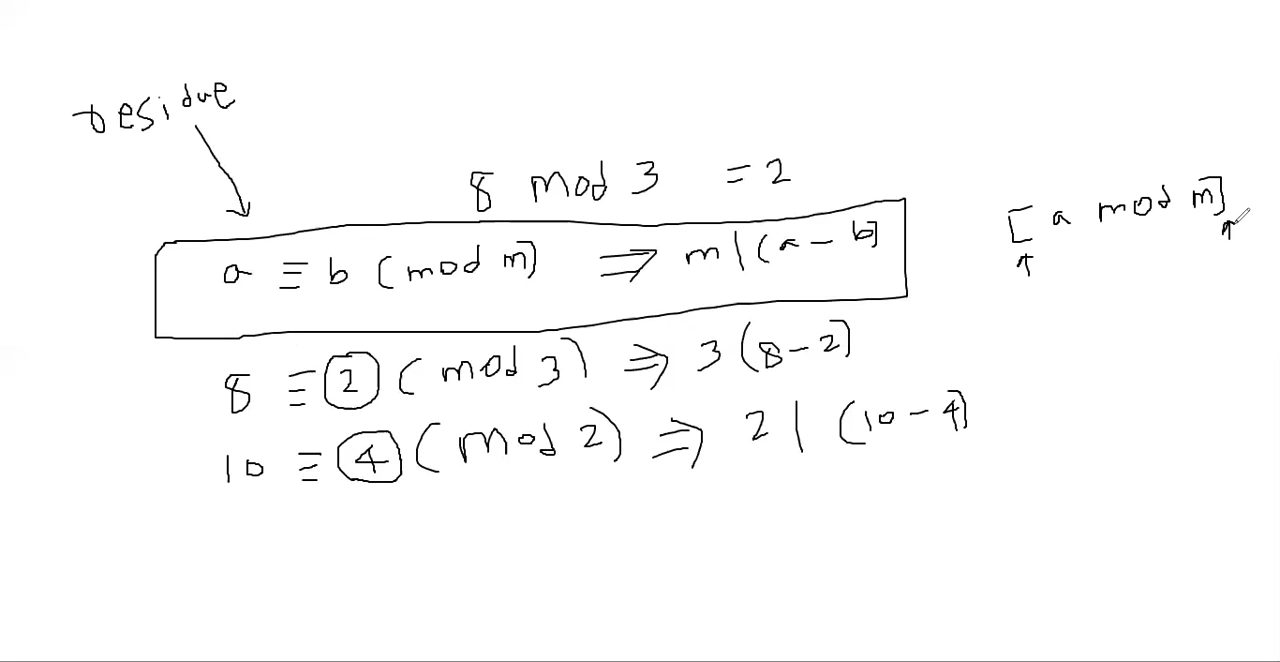 residue
8 mod 3 = 2
[a mod m]
a ≡ b (mod m) ⇒ m | (a - b)
8 ≡ 2 (mod 3) ⇒ 3 (8 - 2)
10 ≡ 4 (mod 2) ⇒ 2 | (10 - 4)